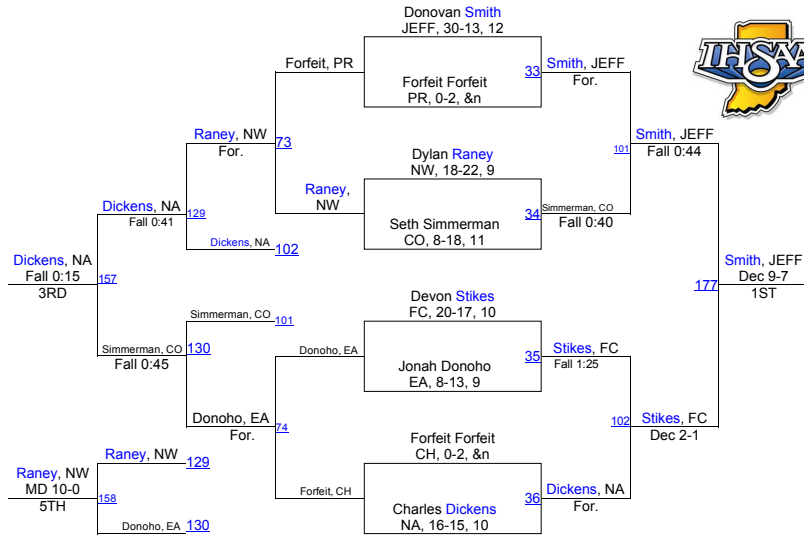 Donovan Smith
JEFF, 30-13, 12
Forfeit, PR
33
Smith, JEFF
For.
Forfeit Forfeit
PR, 0-2, &n
IHSAA
Raney, NW
For.
73
Smith, JEFF
Fall 0:44
101
Dylan Raney
NW, 18-22, 9
Raney,
NW
34
Simmerman, CO
Fall 0:40
Seth Simmerman
CO, 8-18, 11
Dickens, NA
Fall 0:41
129
Dickens, NA
102
Dickens, NA
Fall 0:15
3RD
157
Smith, JEFF
Dec 9-7
1ST
177
Devon Stikes
FC, 20-17, 10
Simmerman, CO
101
Simmerman, CO
Fall 0:45
130
Donoho, EA
35
Stikes, FC
Fall 1:25
Jonah Donoho
EA, 8-13, 9
Donoho, EA
For.
74
102
Stikes, FC
Dec 2-1
Forfeit Forfeit
CH, 0-2, &n
Raney, NW
129
Raney, NW
MD 10-0
5TH
158
Forfeit, CH
36
Dickens, NA
For.
Charles Dickens
NA, 16-15, 10
Donoho, EA
130